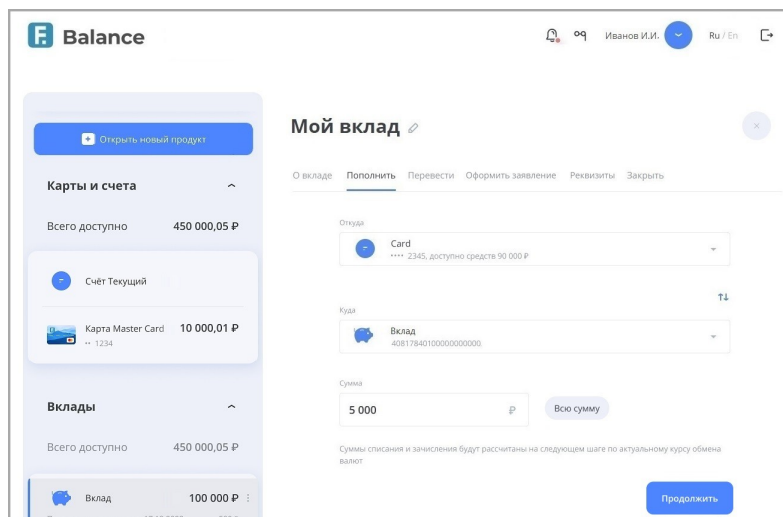 F. Balance
Иванов И.И.
Ru / En
Открыть новый продукт
Карты и счета
Всего доступно 450 000,05 ₽
Счёт Текущий
Карта Master Card 10 000,01 ₽
•• 1234
Вклады
Всего доступно 450 000,05 ₽
Вклад 100 000 ₽
Мой вклад
О вкладе Пополнить Перевести Оформить заявление Реквизиты Закрыть
Откуда
Card
•••• 2345, доступно средств 90 000 ₽
Куда
Вклад
40817840100000000000
Сумма
5 000 ₽
Всю сумму
Суммы списания и зачисления будут рассчитаны на следующем шаге по актуальному курсу обмена
валют
Продолжить